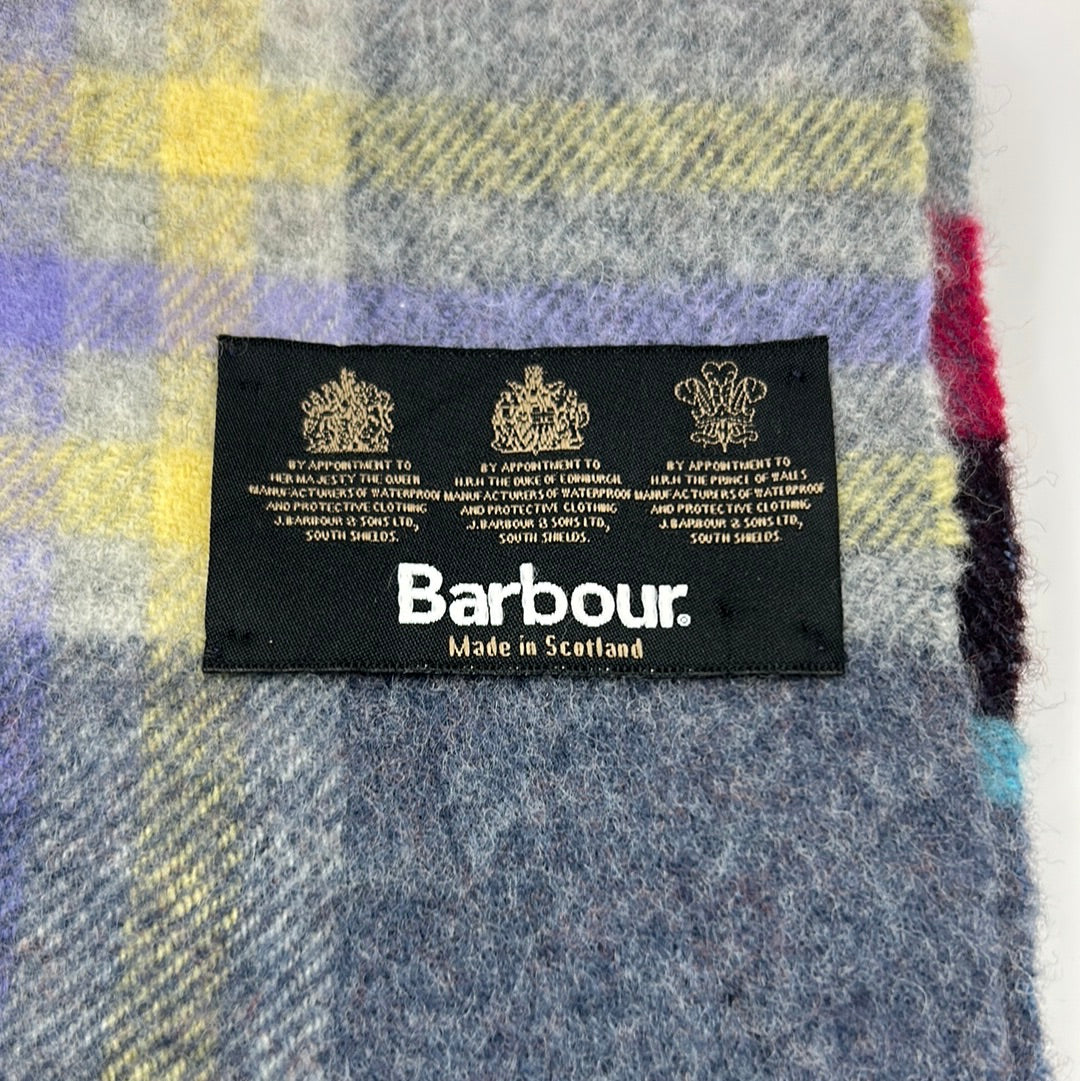 BY APPOINTMENT TO
HER MAJESTY THE QUEEN
MANUFACTURERS OF WATERPROOF
AND PROTECTIVE CLOTHING
J. BARBOUR & SONS LTD,
SOUTH SHIELDS.
BY APPOINTMENT TO
H.R.H THE DUKE OF EDINBURGH
MANUFACTURERS OF WATERPROOF
AND PROTECTIVE CLOTHING
J. BARBOUR & SONS LTD,
SOUTH SHIELDS.
BY APPOINTMENT TO
H.R.H THE PRINCE OF WALES
MANUFACTURERS OF WATERPROOF
AND PROTECTIVE CLOTHING
J. BARBOUR & SONS LTD,
SOUTH SHIELDS.
Barbour®
Made in Scotland